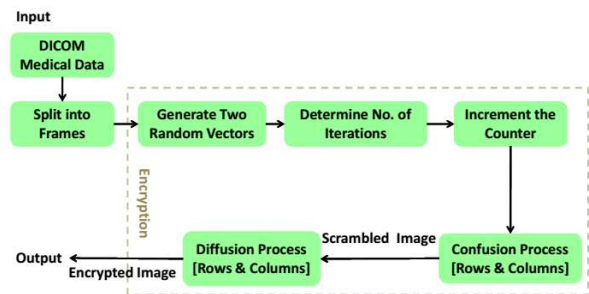 Input
DICOM
Medical Data
Split into
Frames
Generate Two
Random Vectors
Determine No. of
Iterations
Increment the
Counter
Encryption
Confusion Process
[Rows & Columns]
Scrambled Image
Diffusion Process
[Rows & Columns]
Encrypted Image
Output